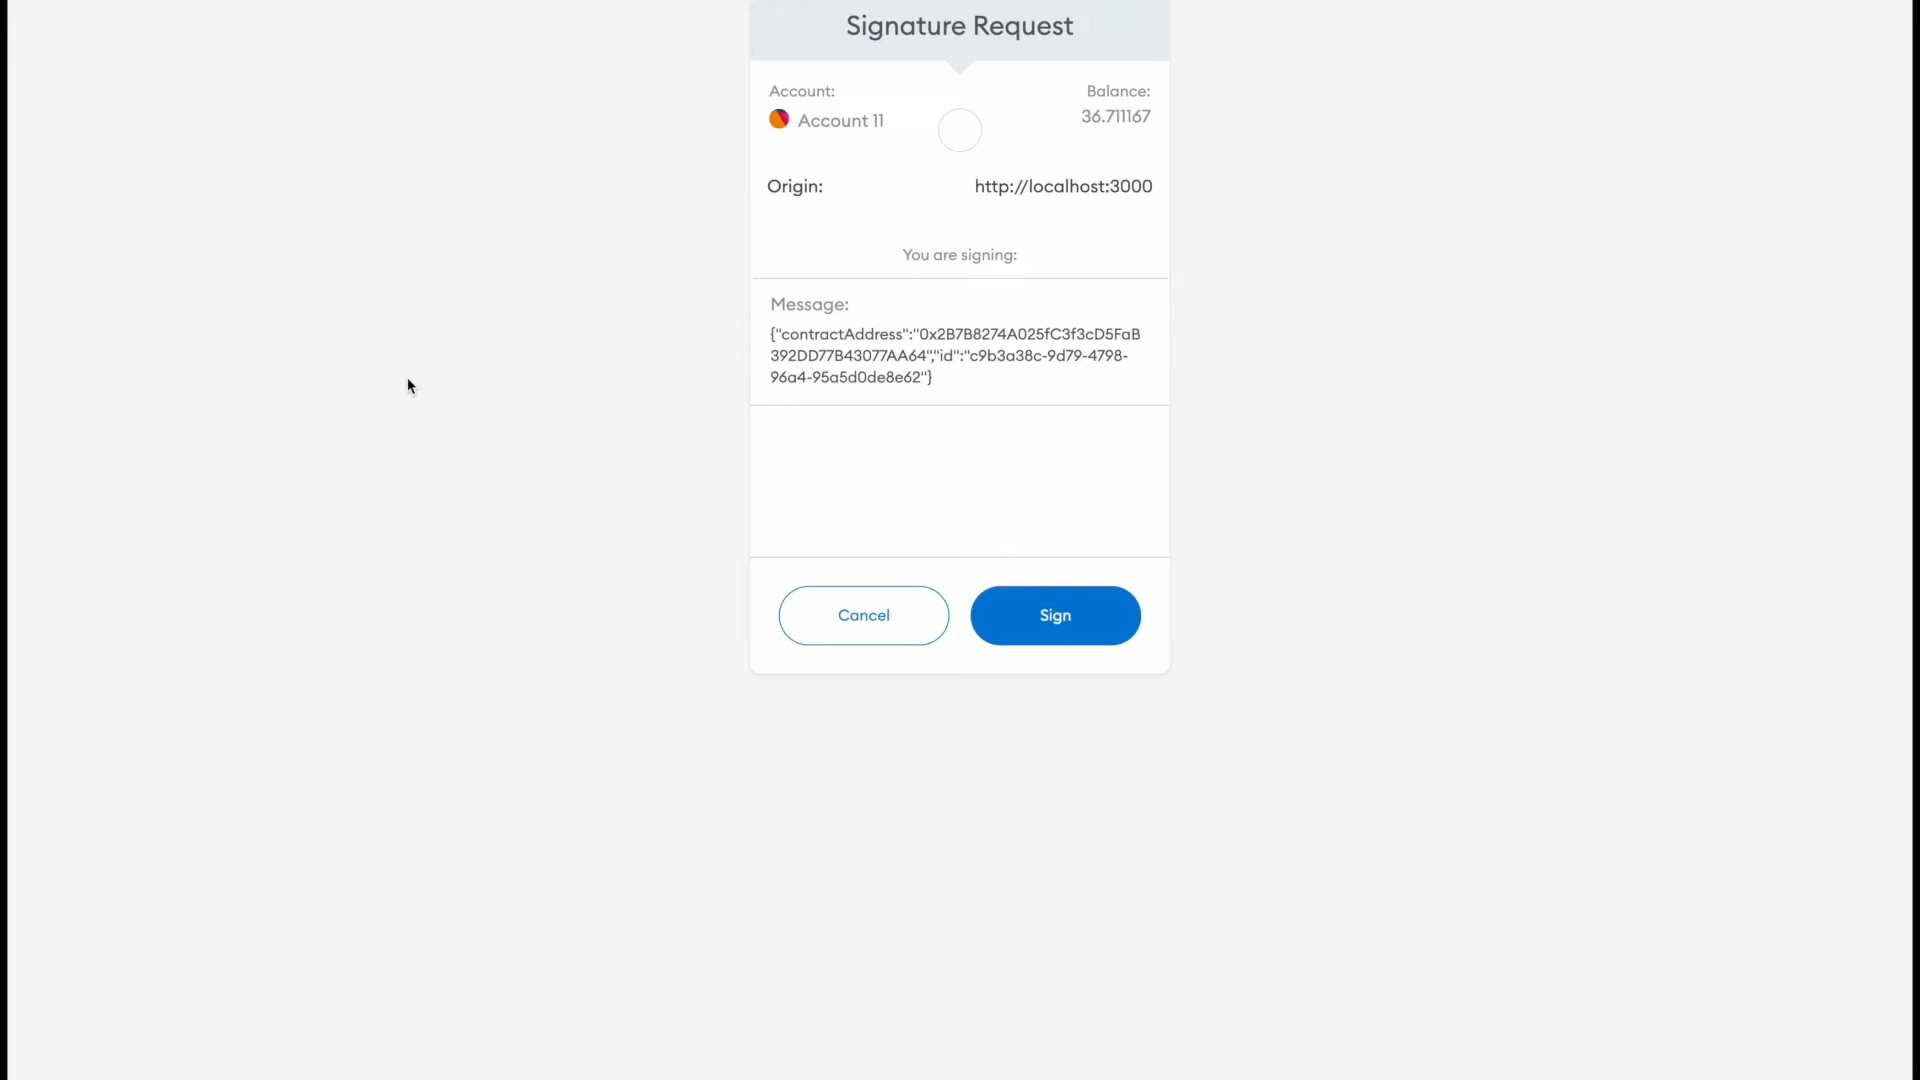 Signature Request
Account:
Balance:
Account 11
36.711167
Origin:
http://localhost:3000
You are signing:
Message:
{"contractAddress":"0x2B7B8274A025fC3f3cD5FaB
392DD77B43077AA64","id":"c9b3a38c-9d79-4798-
96a4-95a5d0de8e62"}
Cancel
Sign